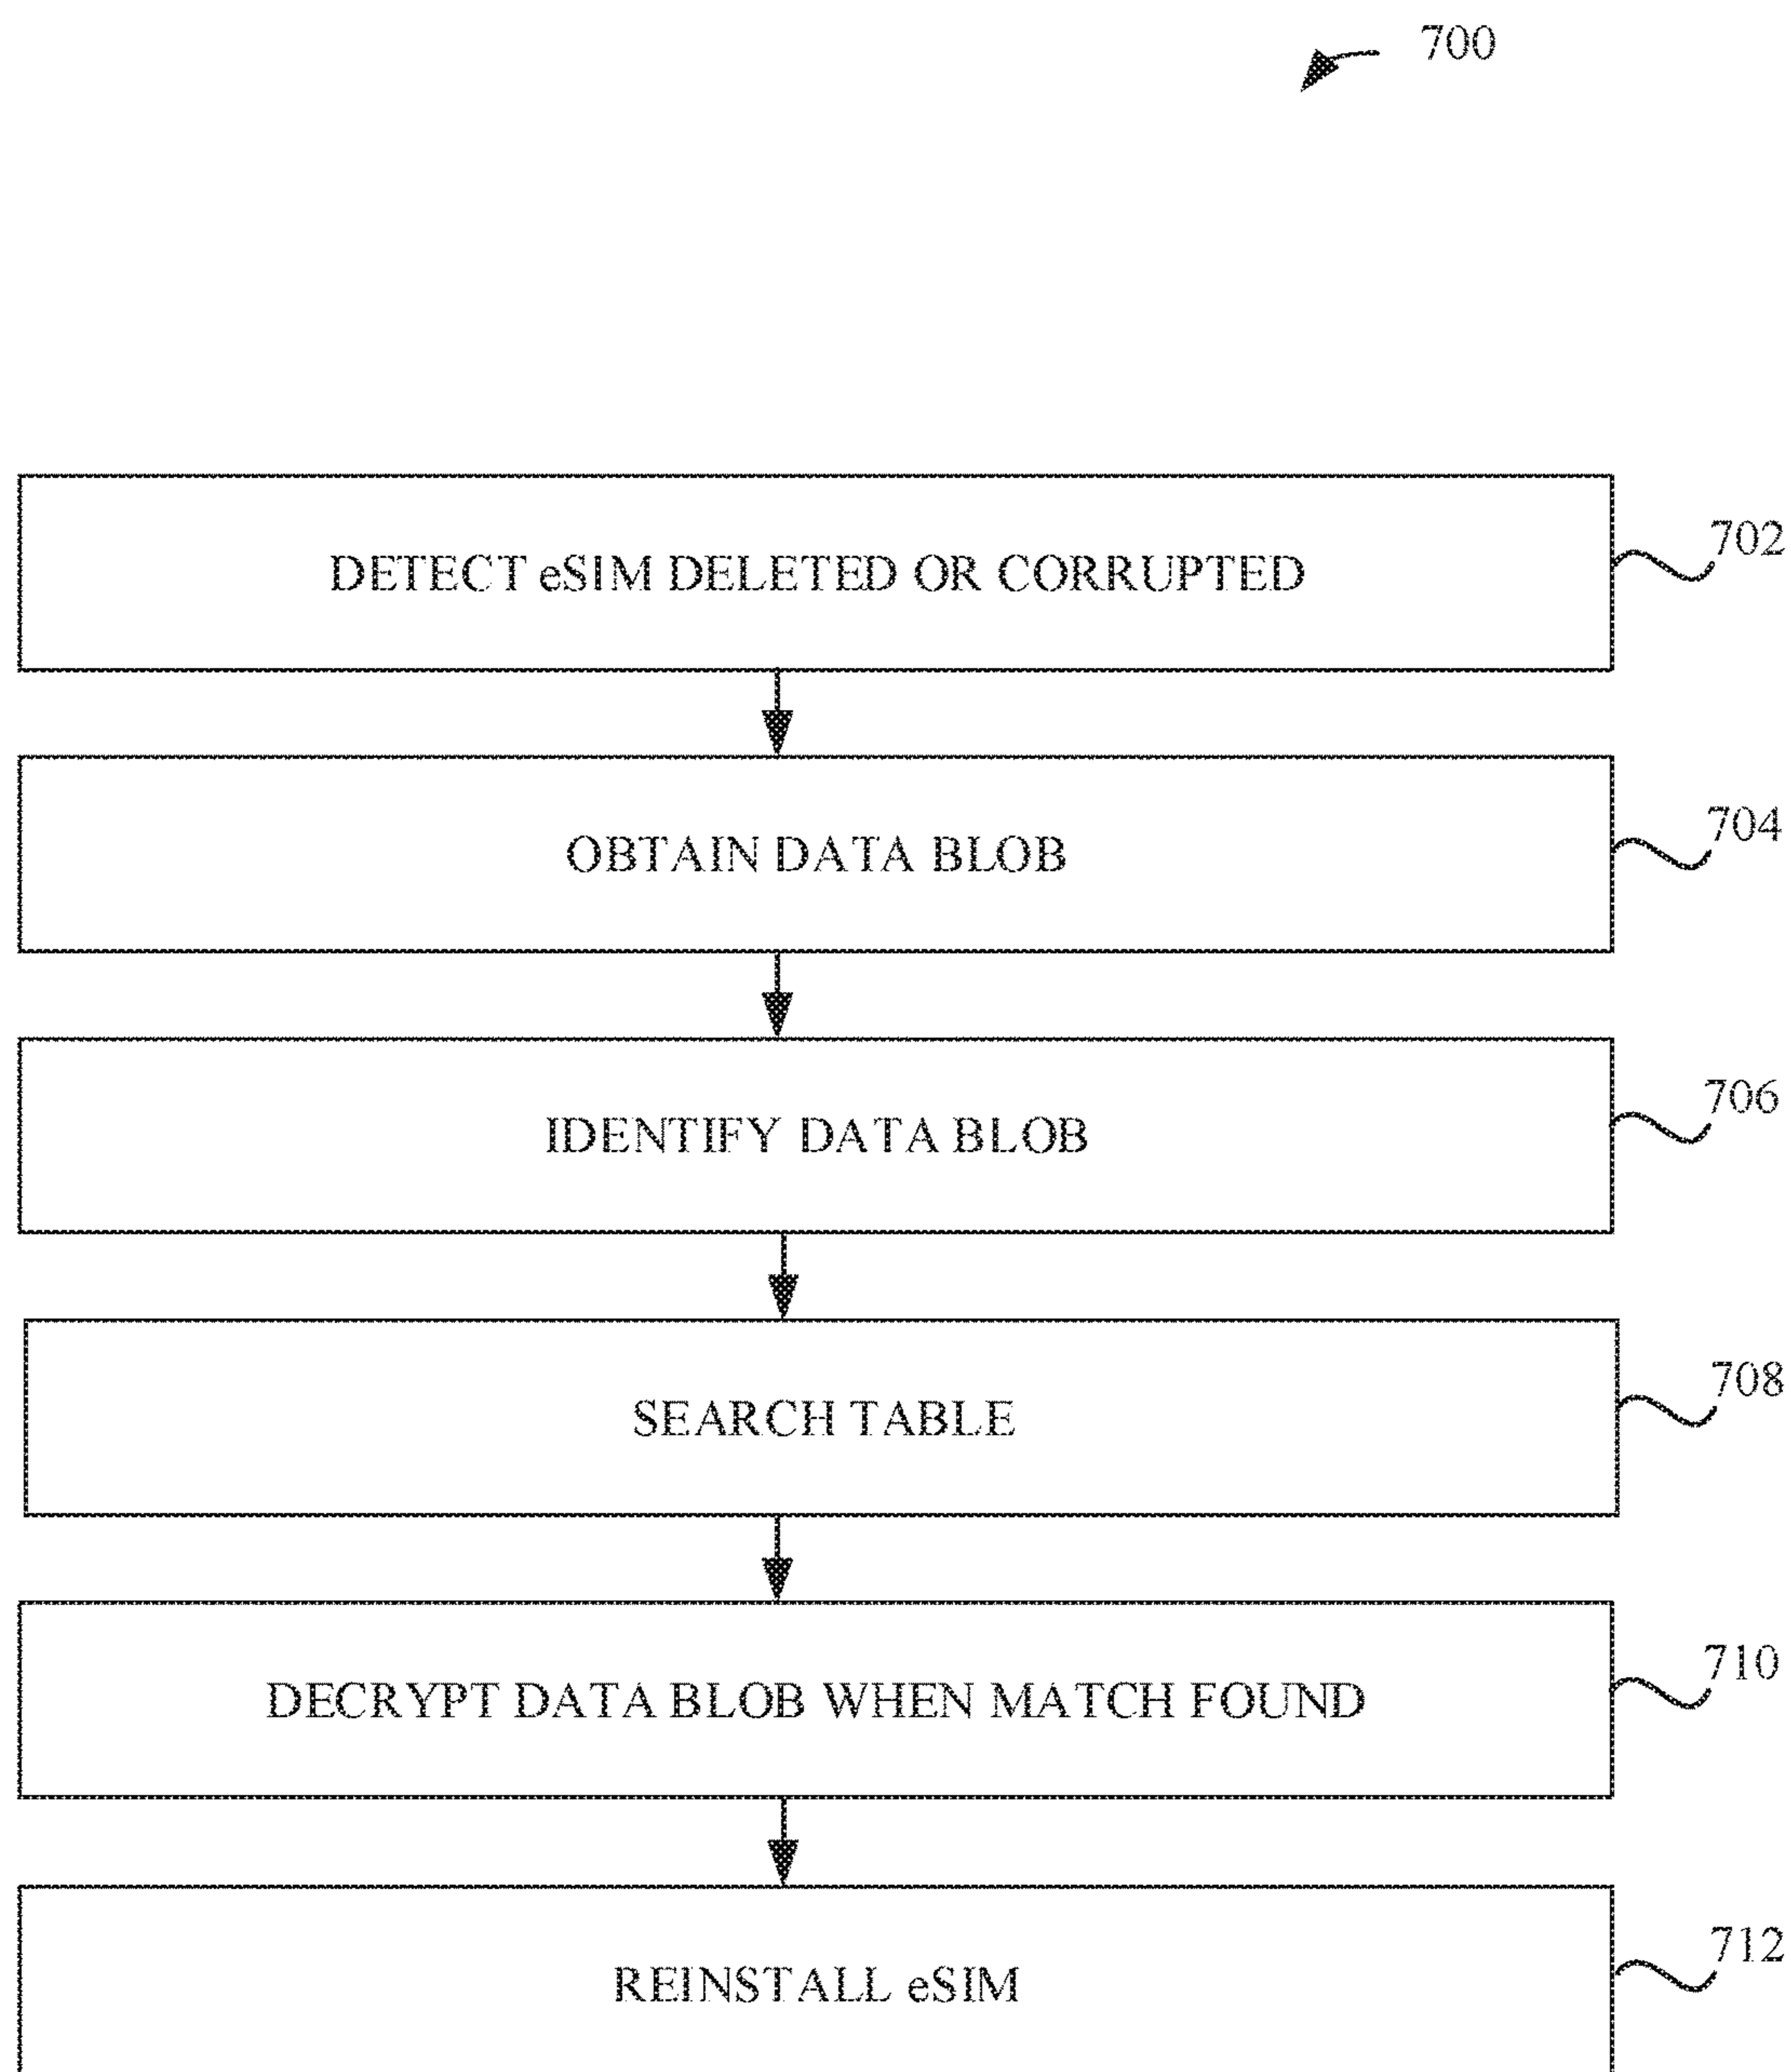 700
DETECT eSIM DELETED OR CORRUPTED
702
OBTAIN DATA BLOB
704
IDENTIFY DATA BLOB
706
SEARCH TABLE
708
DECRYPT DATA BLOB WHEN MATCH FOUND
710
REINSTALL eSIM
712